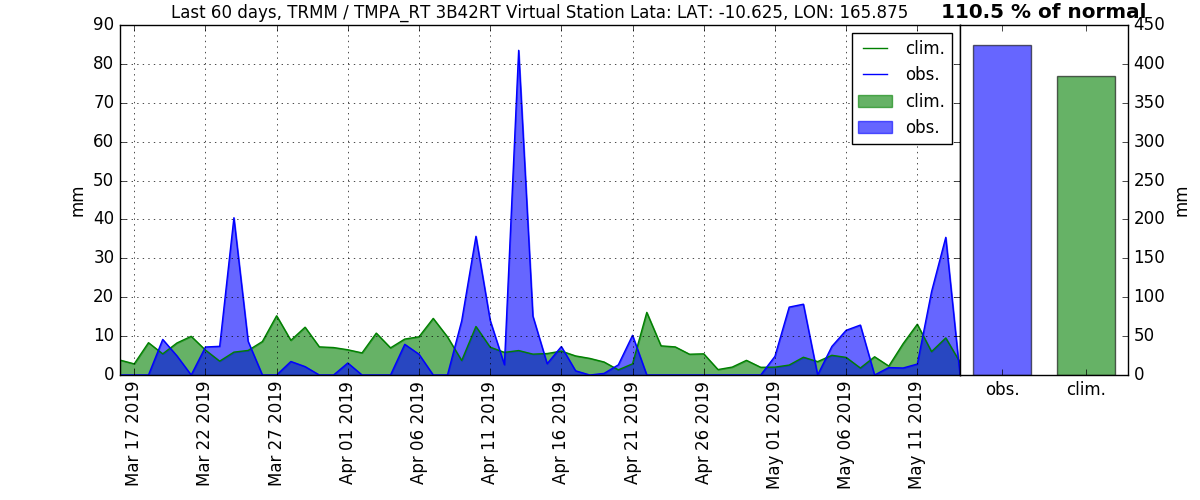 Last 60 days, TRMM / TMPA_RT 3B42RT Virtual Station Lata: LAT: -10.625, LON: 165.875
110.5 % of normal
90
80
70
60
50
40
30
20
10
0
mm
clim.
obs.
clim.
obs.
Mar 17 2019
Mar 22 2019
Mar 27 2019
Apr 01 2019
Apr 06 2019
Apr 11 2019
Apr 16 2019
Apr 21 2019
Apr 26 2019
May 01 2019
May 06 2019
May 11 2019
450
400
350
300
250
200
150
100
50
0
mm
obs.
clim.